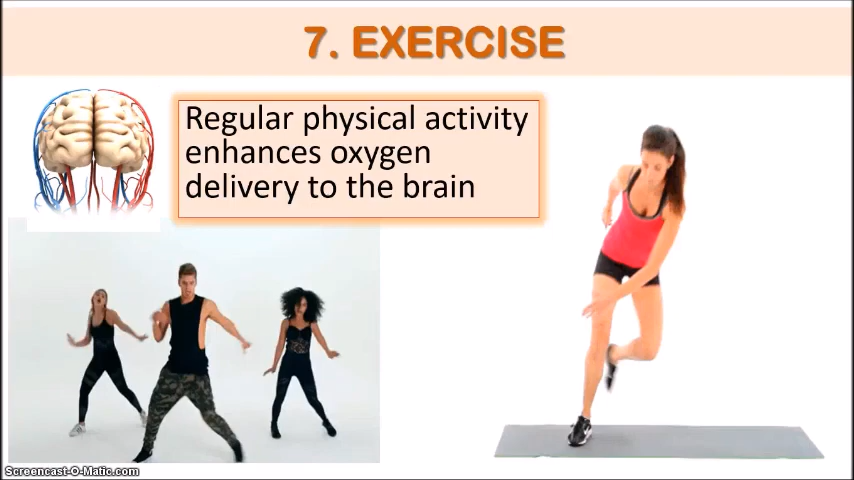 7. EXERCISE
Regular physical activity
enhances oxygen
delivery to the brain
Screencast-O-Matic.com